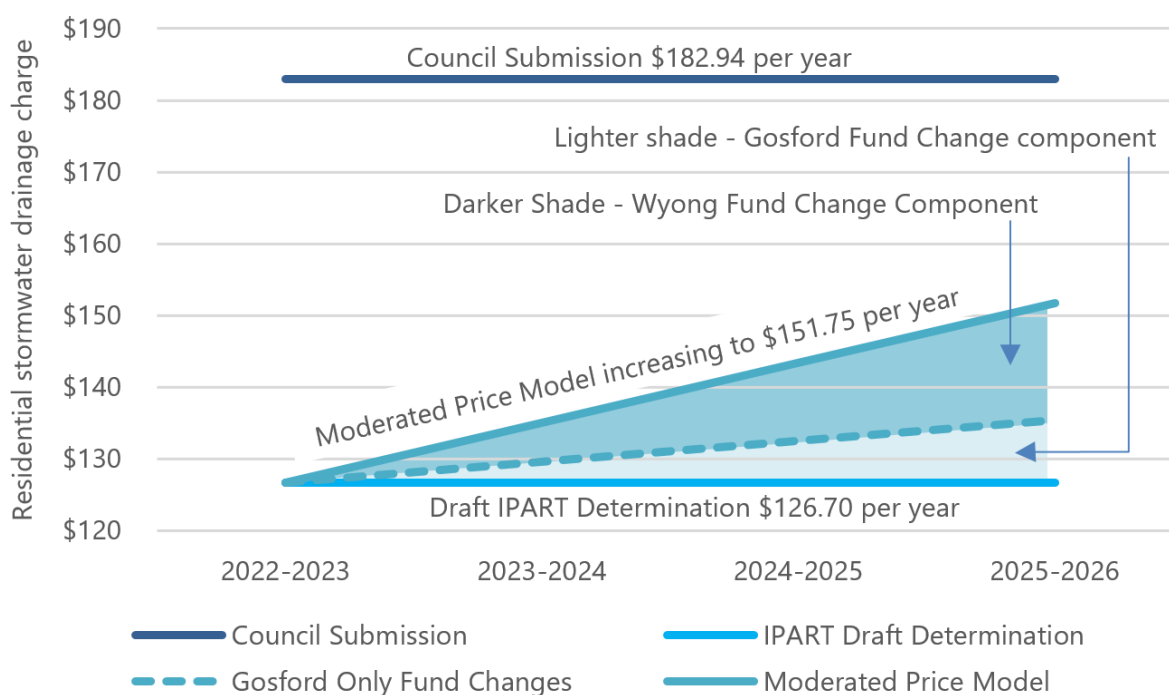 Residential stormwater drainage charge
$190
$180
$170
$160
$150
$140
$130
$120
Council Submission $182.94 per year
Lighter shade - Gosford Fund Change component
Darker Shade - Wyong Fund Change Component
Moderated Price Model increasing to $151.75 per year
Draft IPART Determination $126.70 per year
2022-2023 2023-2024 2024-2025 2025-2026
Council Submission IPART Draft Determination
Gosford Only Fund Changes Moderated Price Model